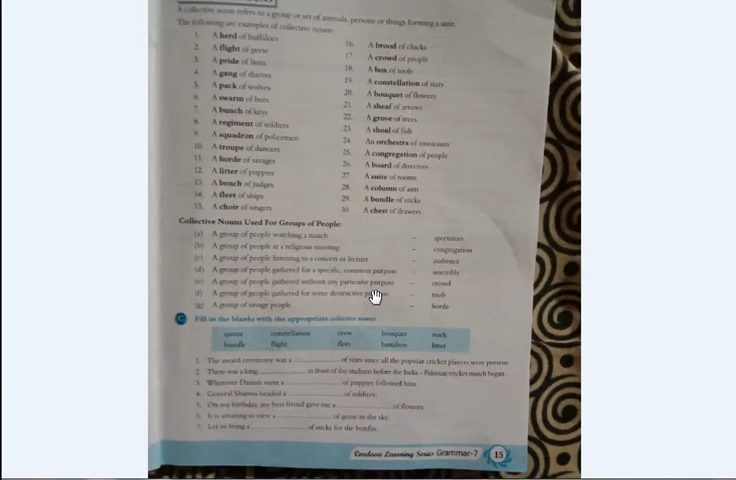 A collective noun refers to a group or set of animals, persons or things forming a unit.
The following are examples of collective nouns
1. A herd of buffaloes
2. A flight of geese
3. A pride of lions
4. A gang of thieves
5. A pack of wolves
6. A swarm of bees
7. A bunch of keys
8. A regiment of soldiers
9. A squadron of policemen
10. A troupe of dancers
11. A horde of savages
12. A litter of puppies
13. A bench of judges
14. A fleet of ships
15. A choir of singers
16. A brood of chicks
17. A crowd of people
18. A box of tools
19. A constellation of stars
20. A bouquet of flowers
21. A sheaf of arrows
22. A grove of trees
23. A shoal of fish
24. An orchestra of musicians
25. A congregation of people
26. A board of directors
27. A suite of rooms
28. A column of ants
29. A bundle of sticks
30. A chest of drawers
Collective Nouns Used For Groups of People:
(a) A group of people watching a match – spectators
(b) A group of people at a religious meeting – congregation
(c) A group of people listening to a concert or lecture – audience
(d) A group of people gathered for a specific, common purpose – assembly
(e) A group of people gathered without any particular purpose – crowd
(f) A group of people gathered for some destructive – mob
(g) A group of savage people – horde
C Fill in the blanks with the appropriate collective noun
queue constellation crew bouquet stack
bundle flight fleet battalion litter
1. The award ceremony was a ____ of stars since all the popular cricket players were present
2. There was a long ____ in front of the stadium before the India - Pakistan cricket match began
3. Wherever Danish went a ____ of puppies followed him.
4. General Sharma headed a ____ of soldiers.
5. On my birthday, my best friend gave me a ____ of flowers
6. It is amazing to view a ____ of geese in the sky
7. Let us bring a ____ of sticks for the bonfire.
Cordova Learning Series Grammar-7 15